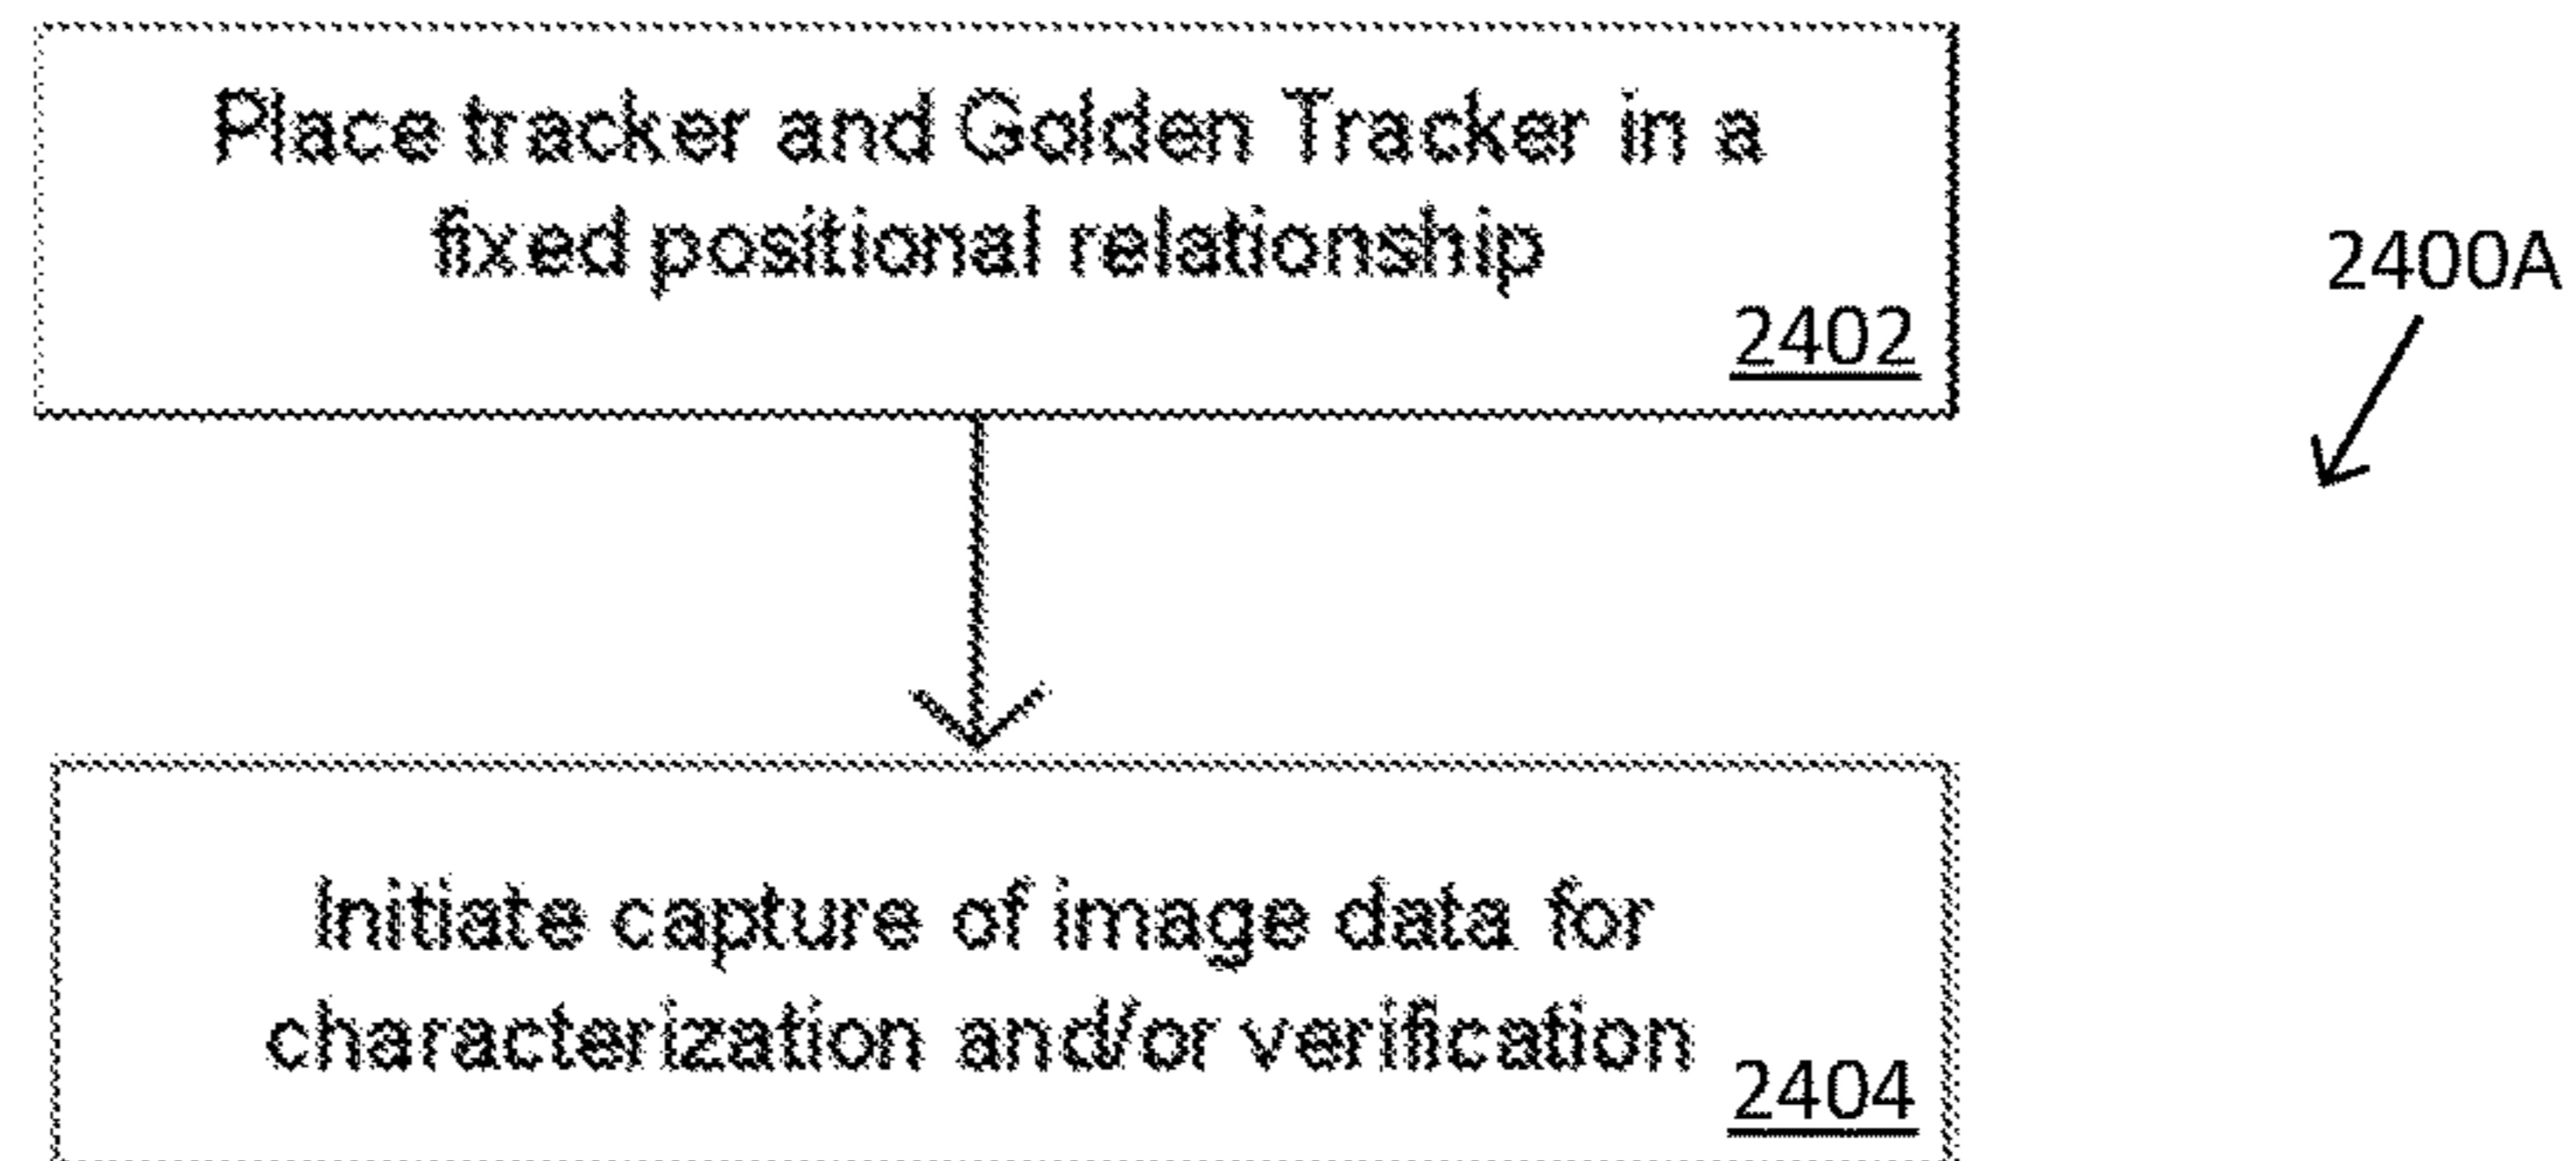 Place tracker and Golden Tracker in a
fixed positional relationship
2402
2400A
Initiate capture of image data for
characterization and/or verification
2404